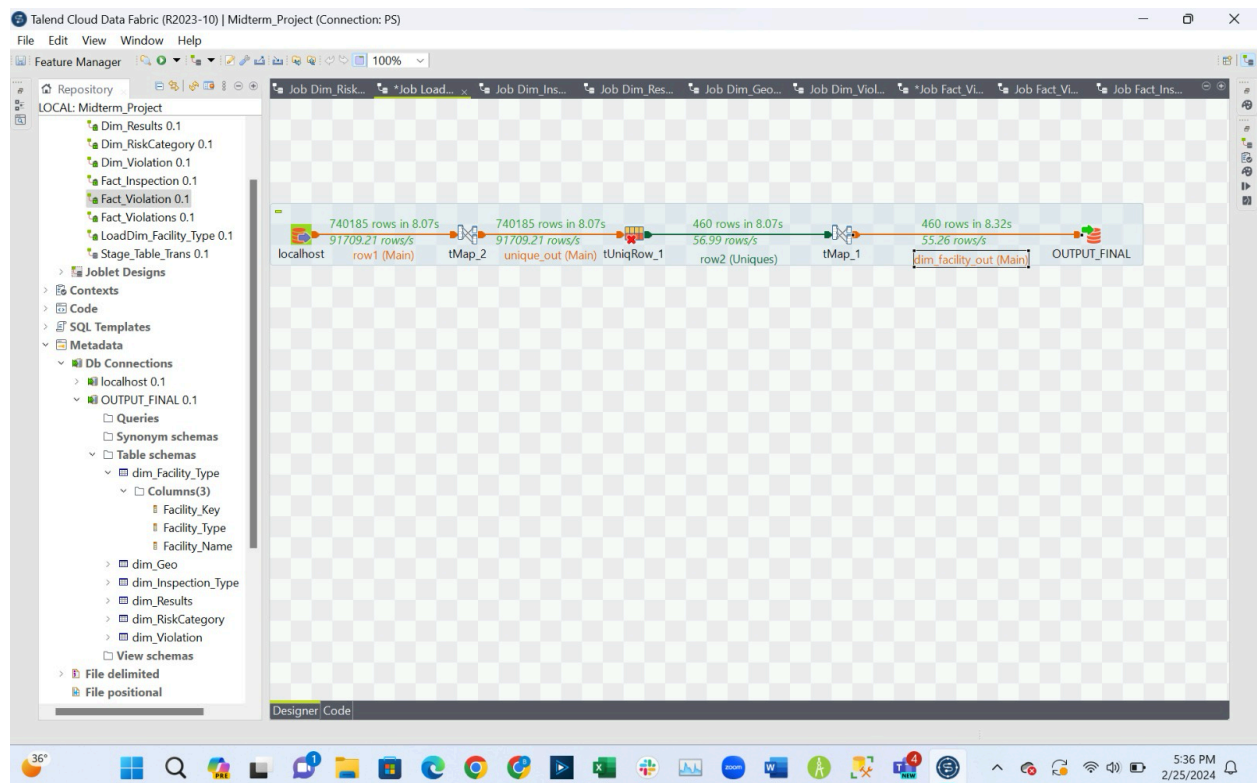 Talend Cloud Data Fabric (R2023-10) | Midterm_Project (Connection: PS)
File Edit View Window Help
Feature Manager 100%
Repository
Job Dim_Risk... *Job Load... Job Dim_Ins... Job Dim_Res... Job Dim_Geo... Job Dim_Viol... *Job Fact_Vi... Job Fact_Vi... Job Fact_Ins...
LOCAL: Midterm_Project
Dim_Results 0.1
Dim_RiskCategory 0.1
Dim_Violation 0.1
Fact_Inspection 0.1
Fact_Violation 0.1
Fact_Violations 0.1
LoadDim_Facility_Type 0.1
Stage_Table_Trans 0.1
Joblet Designs
Contexts
Code
SQL Templates
Metadata
Db Connections
localhost 0.1
OUTPUT_FINAL 0.1
Queries
Synonym schemas
Table schemas
dim_Facility_Type
Columns(3)
Facility_Key
Facility_Type
Facility_Name
dim_Geo
dim_Inspection_Type
dim_Results
dim_RiskCategory
dim_Violation
View schemas
File delimited
File positional
740185 rows in 8.07s 740185 rows in 8.07s 460 rows in 8.07s 460 rows in 8.32s
91709.21 rows/s 91709.21 rows/s 56.99 rows/s 55.26 rows/s
localhost row1 (Main) tMap_2 unique_out (Main) tUniqRow_1 row2 (Uniques) tMap_1 dim_facility_out (Main) OUTPUT_FINAL
Designer Code
36°
PRE
1
zoom
4
NEW
5:36 PM
2/25/2024